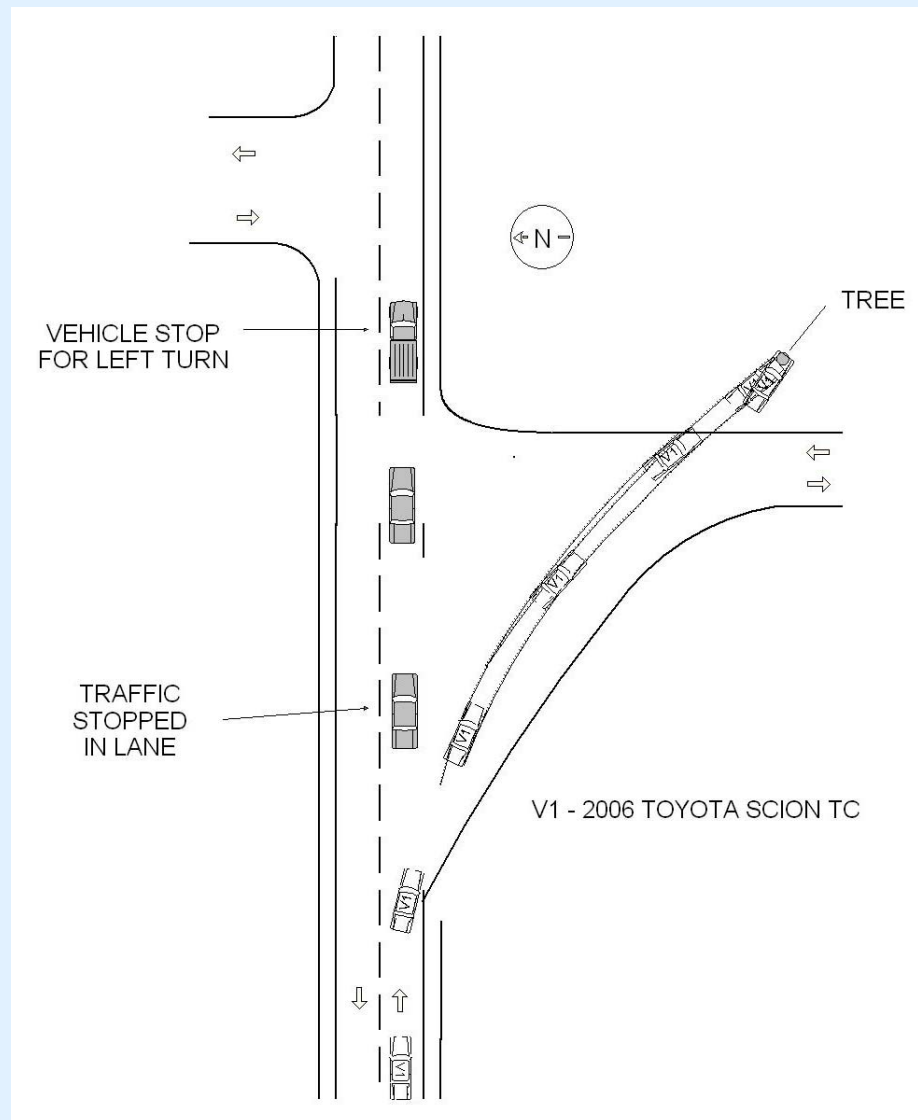 N
TREE
VEHICLE STOP
FOR LEFT TURN
V1
V1
V1
V1
TRAFFIC
STOPPED
IN LANE
V1
V1 - 2006 TOYOTA SCION TC
V1
V1